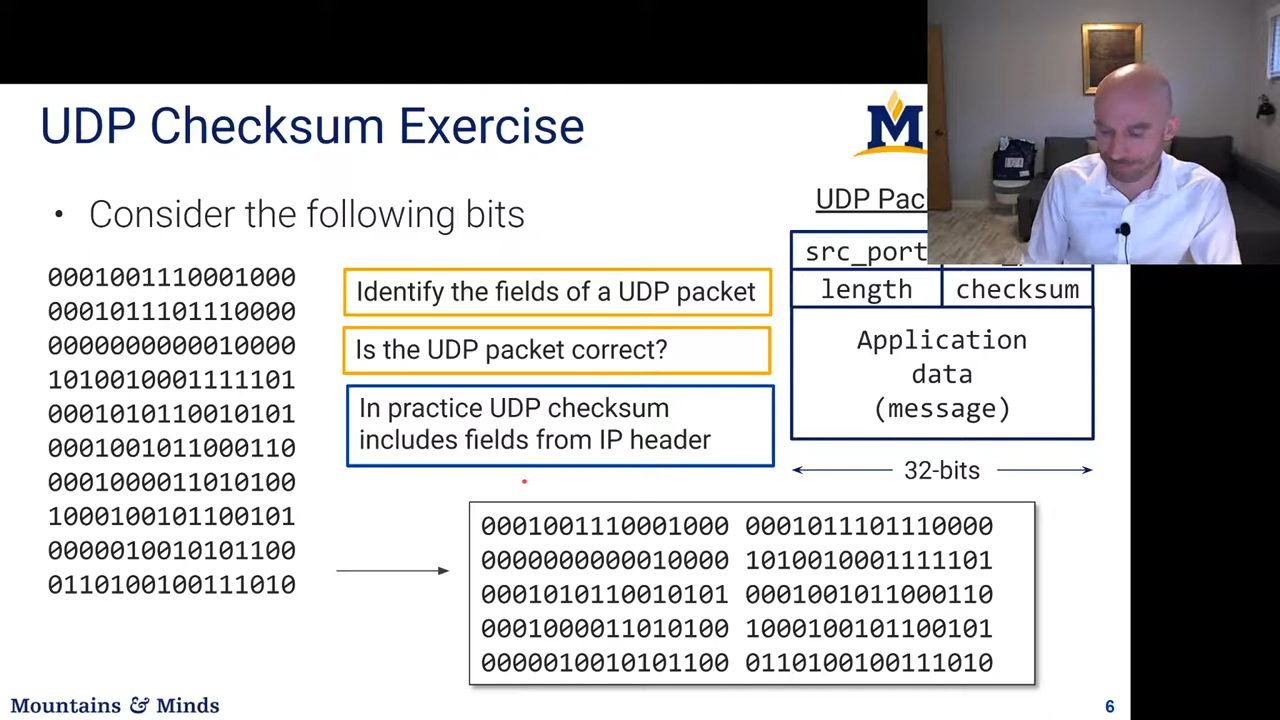 UDP Checksum Exercise
M
• Consider the following bits
0001001110001000
0001011101110000
0000000000010000
1010010001111101
0001010110010101
0001001011000110
0001000011010100
1000100101100101
0000010010101100
0110100100111010
Identify the fields of a UDP packet
Is the UDP packet correct?
In practice UDP checksum
includes fields from IP header
UDP Pac
src_port
length checksum
Application
data
(message)
32-bits
0001001110001000 0001011101110000
0000000000010000 1010010001111101
0001010110010101 0001001011000110
0001000011010100 1000100101100101
0000010010101100 0110100100111010
Mountains & Minds
6